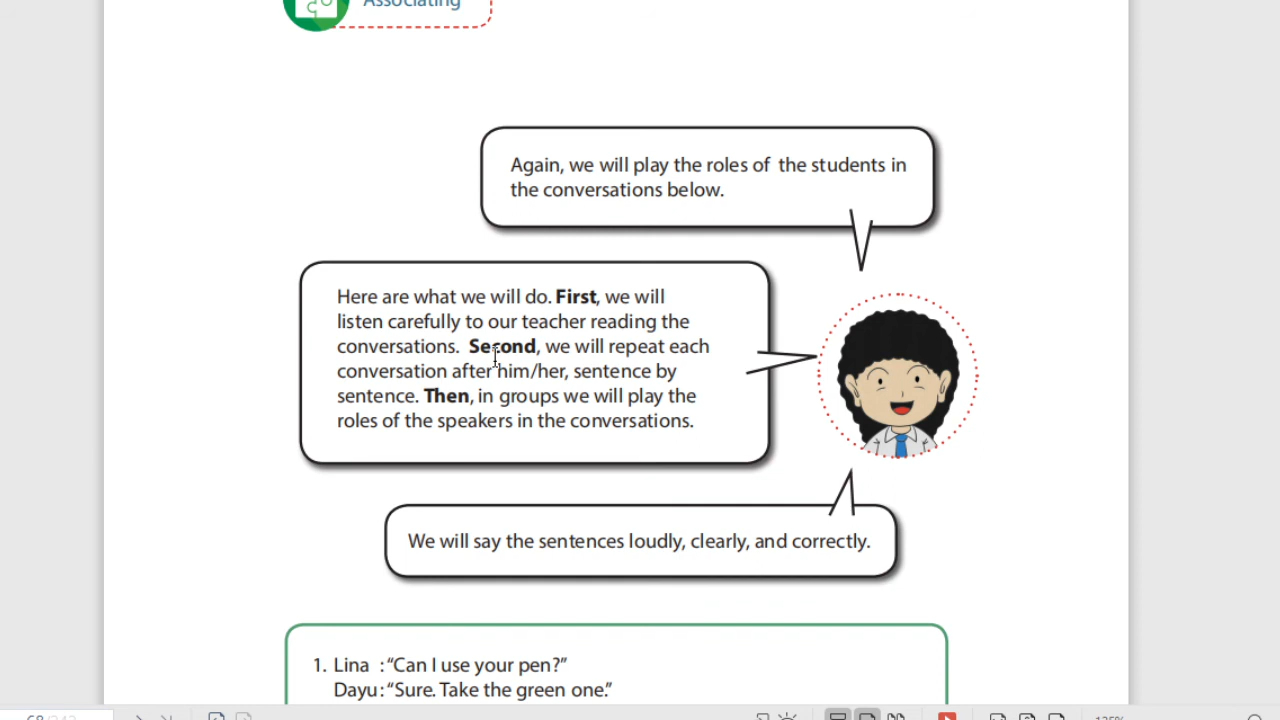 Associating
Again, we will play the roles of the students in
the conversations below.
Here are what we will do. First, we will
listen carefully to our teacher reading the
conversations. Second, we will repeat each
conversation after him/her, sentence by
sentence. Then, in groups we will play the
roles of the speakers in the conversations.
We will say the sentences loudly, clearly, and correctly.
1. Lina : “Can I use your pen?”
Dayu: “Sure. Take the green one.”